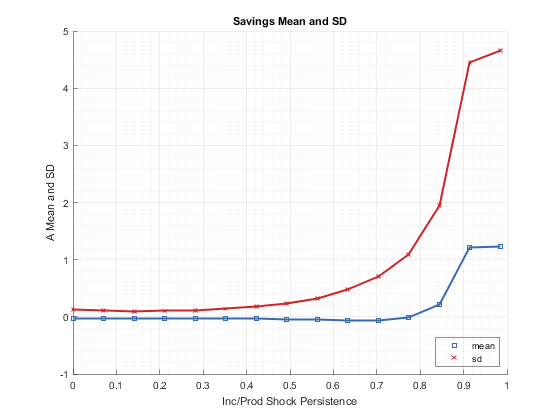 Savings Mean and SD
5
4
3
2
1
0
-1
A Mean and SD
0 0.1 0.2 0.3 0.4 0.5 0.6 0.7 0.8 0.9 1
Inc/Prod Shock Persistence
mean
sd